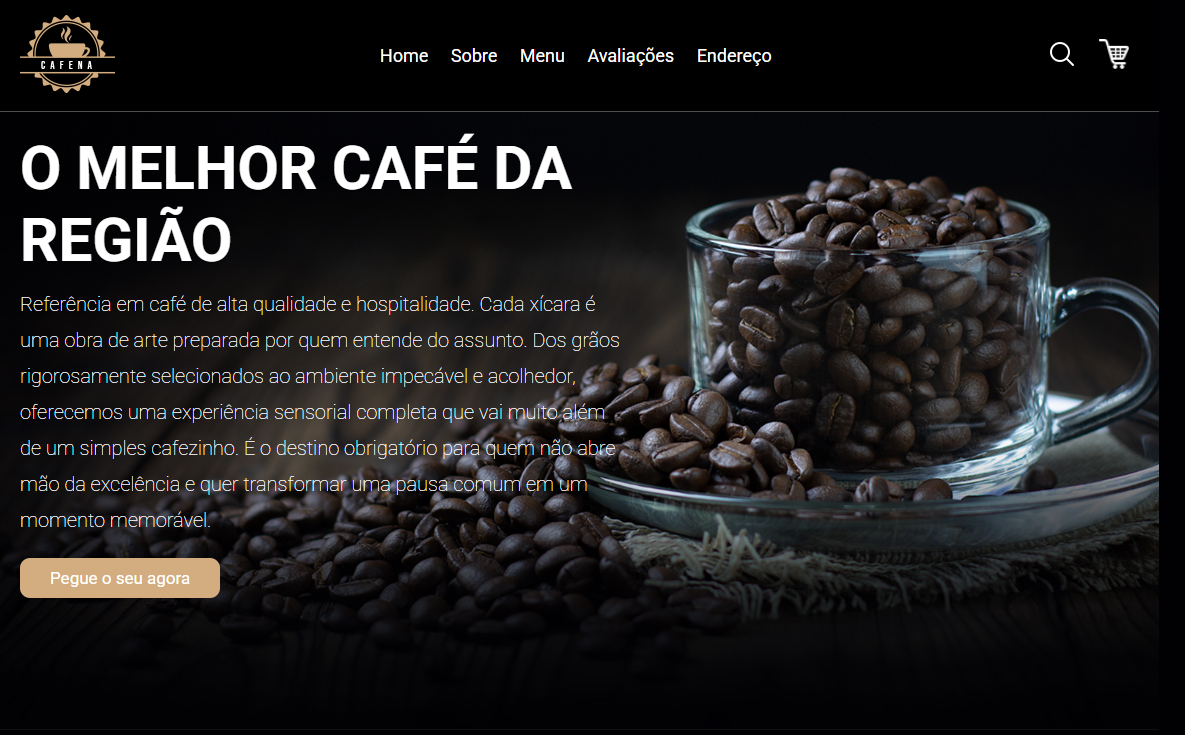 CAFENA
Home Sobre Menu Avaliações Endereço
O MELHOR CAFÉ DA
REGIÃO
Referência em café de alta qualidade e hospitalidade. Cada xícara é
uma obra de arte preparada por quem entende do assunto. Dos grãos
rigorosamente selecionados ao ambiente impecável e acolhedor,
oferecemos uma experiência sensorial completa que vai muito além
de um simples cafezinho. É o destino obrigatório para quem não abre
mão da excelência e quer transformar uma pausa comum em um
momento memorável.
Pegue o seu agora